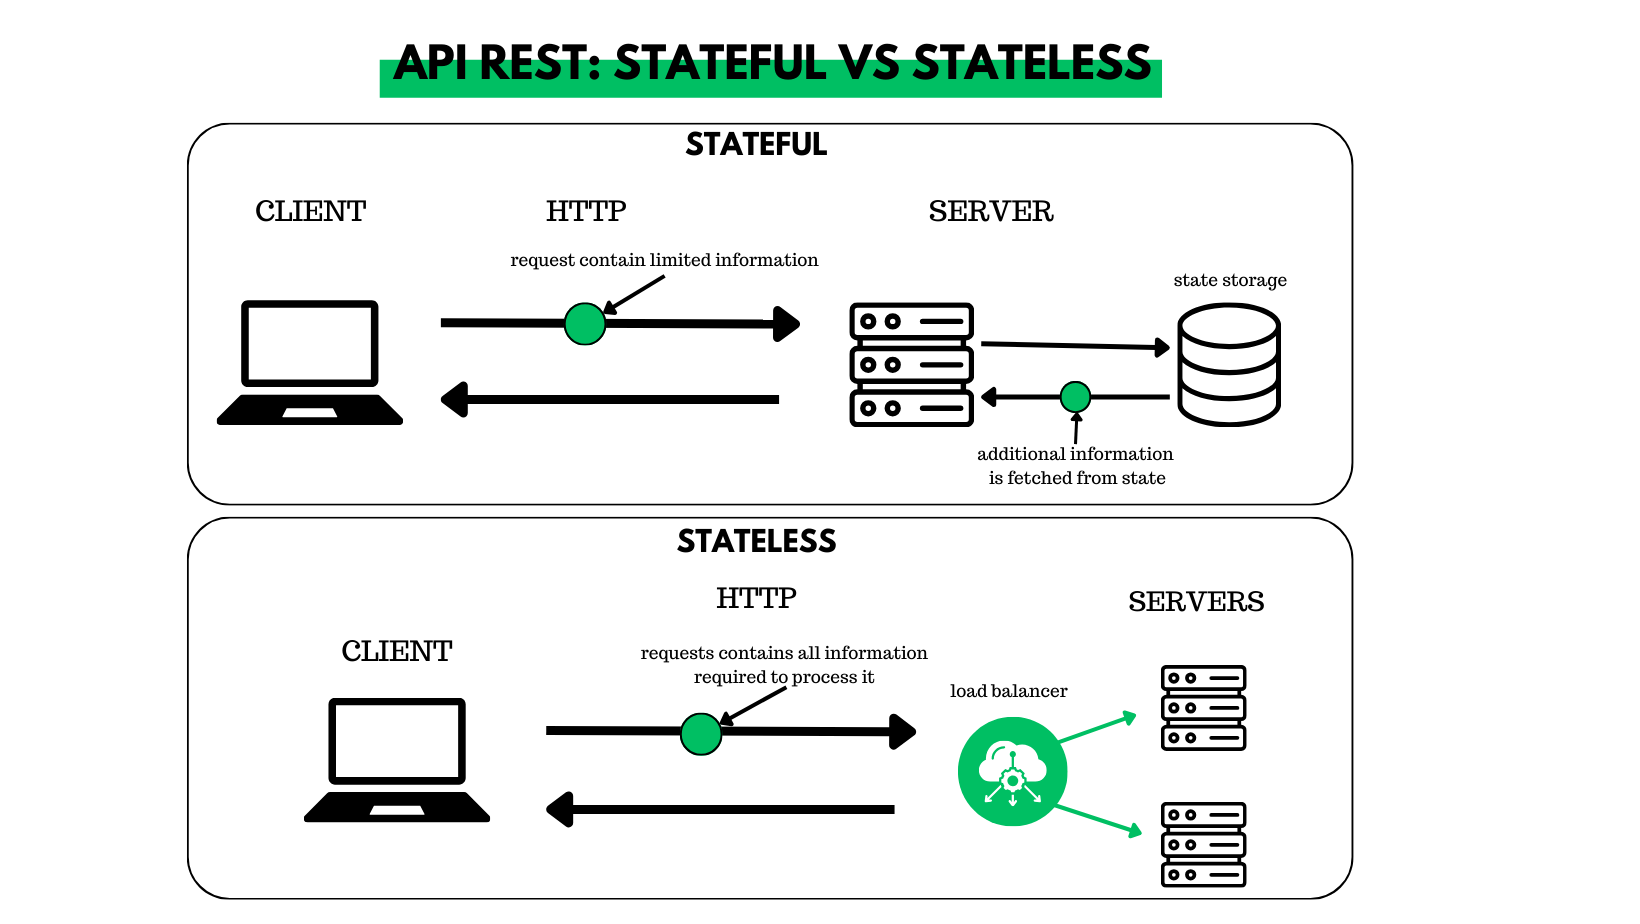 API REST: STATEFUL VS STATELESS
STATEFUL
CLIENT
HTTP
SERVER
request contain limited information
state storage
additional information
is fetched from state
STATELESS
HTTP
SERVERS
CLIENT
requests contains all information
required to process it
load balancer